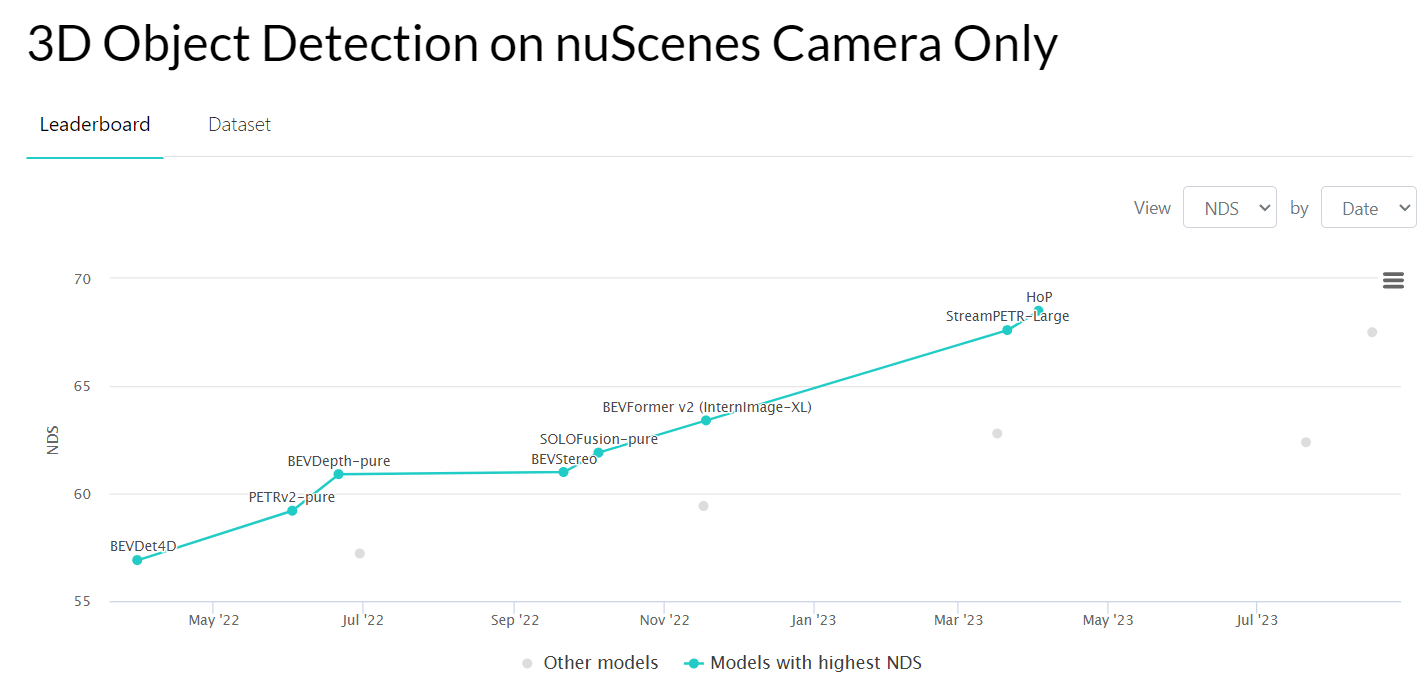 3D Object Detection on nuScenes Camera Only
Leaderboard Dataset
View NDS by Date
70
65
60
55
NDS
HoP
StreamPETR-Large
BEVFormer v2 (InternImage-XL)
SOLOFusion-pure
BEVStereo
BEVDepth-pure
PETRv2-pure
BEVDet4D
May '22 Jul '22 Sep '22 Nov '22 Jan '23 Mar '23 May '23 Jul '23
Other models Models with highest NDS